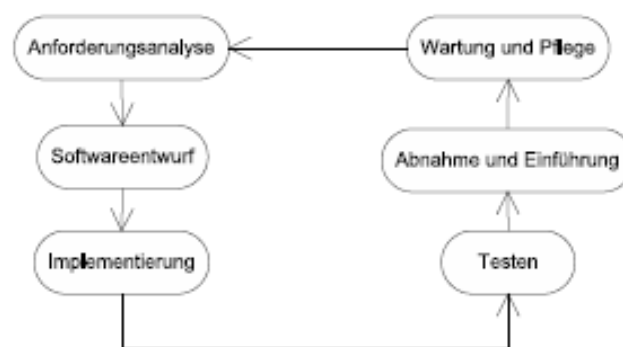 Anforderungsanalyse
Wartung und Pflege
Softwareentwurf
Abnahme und Einführung
Implementierung
Testen